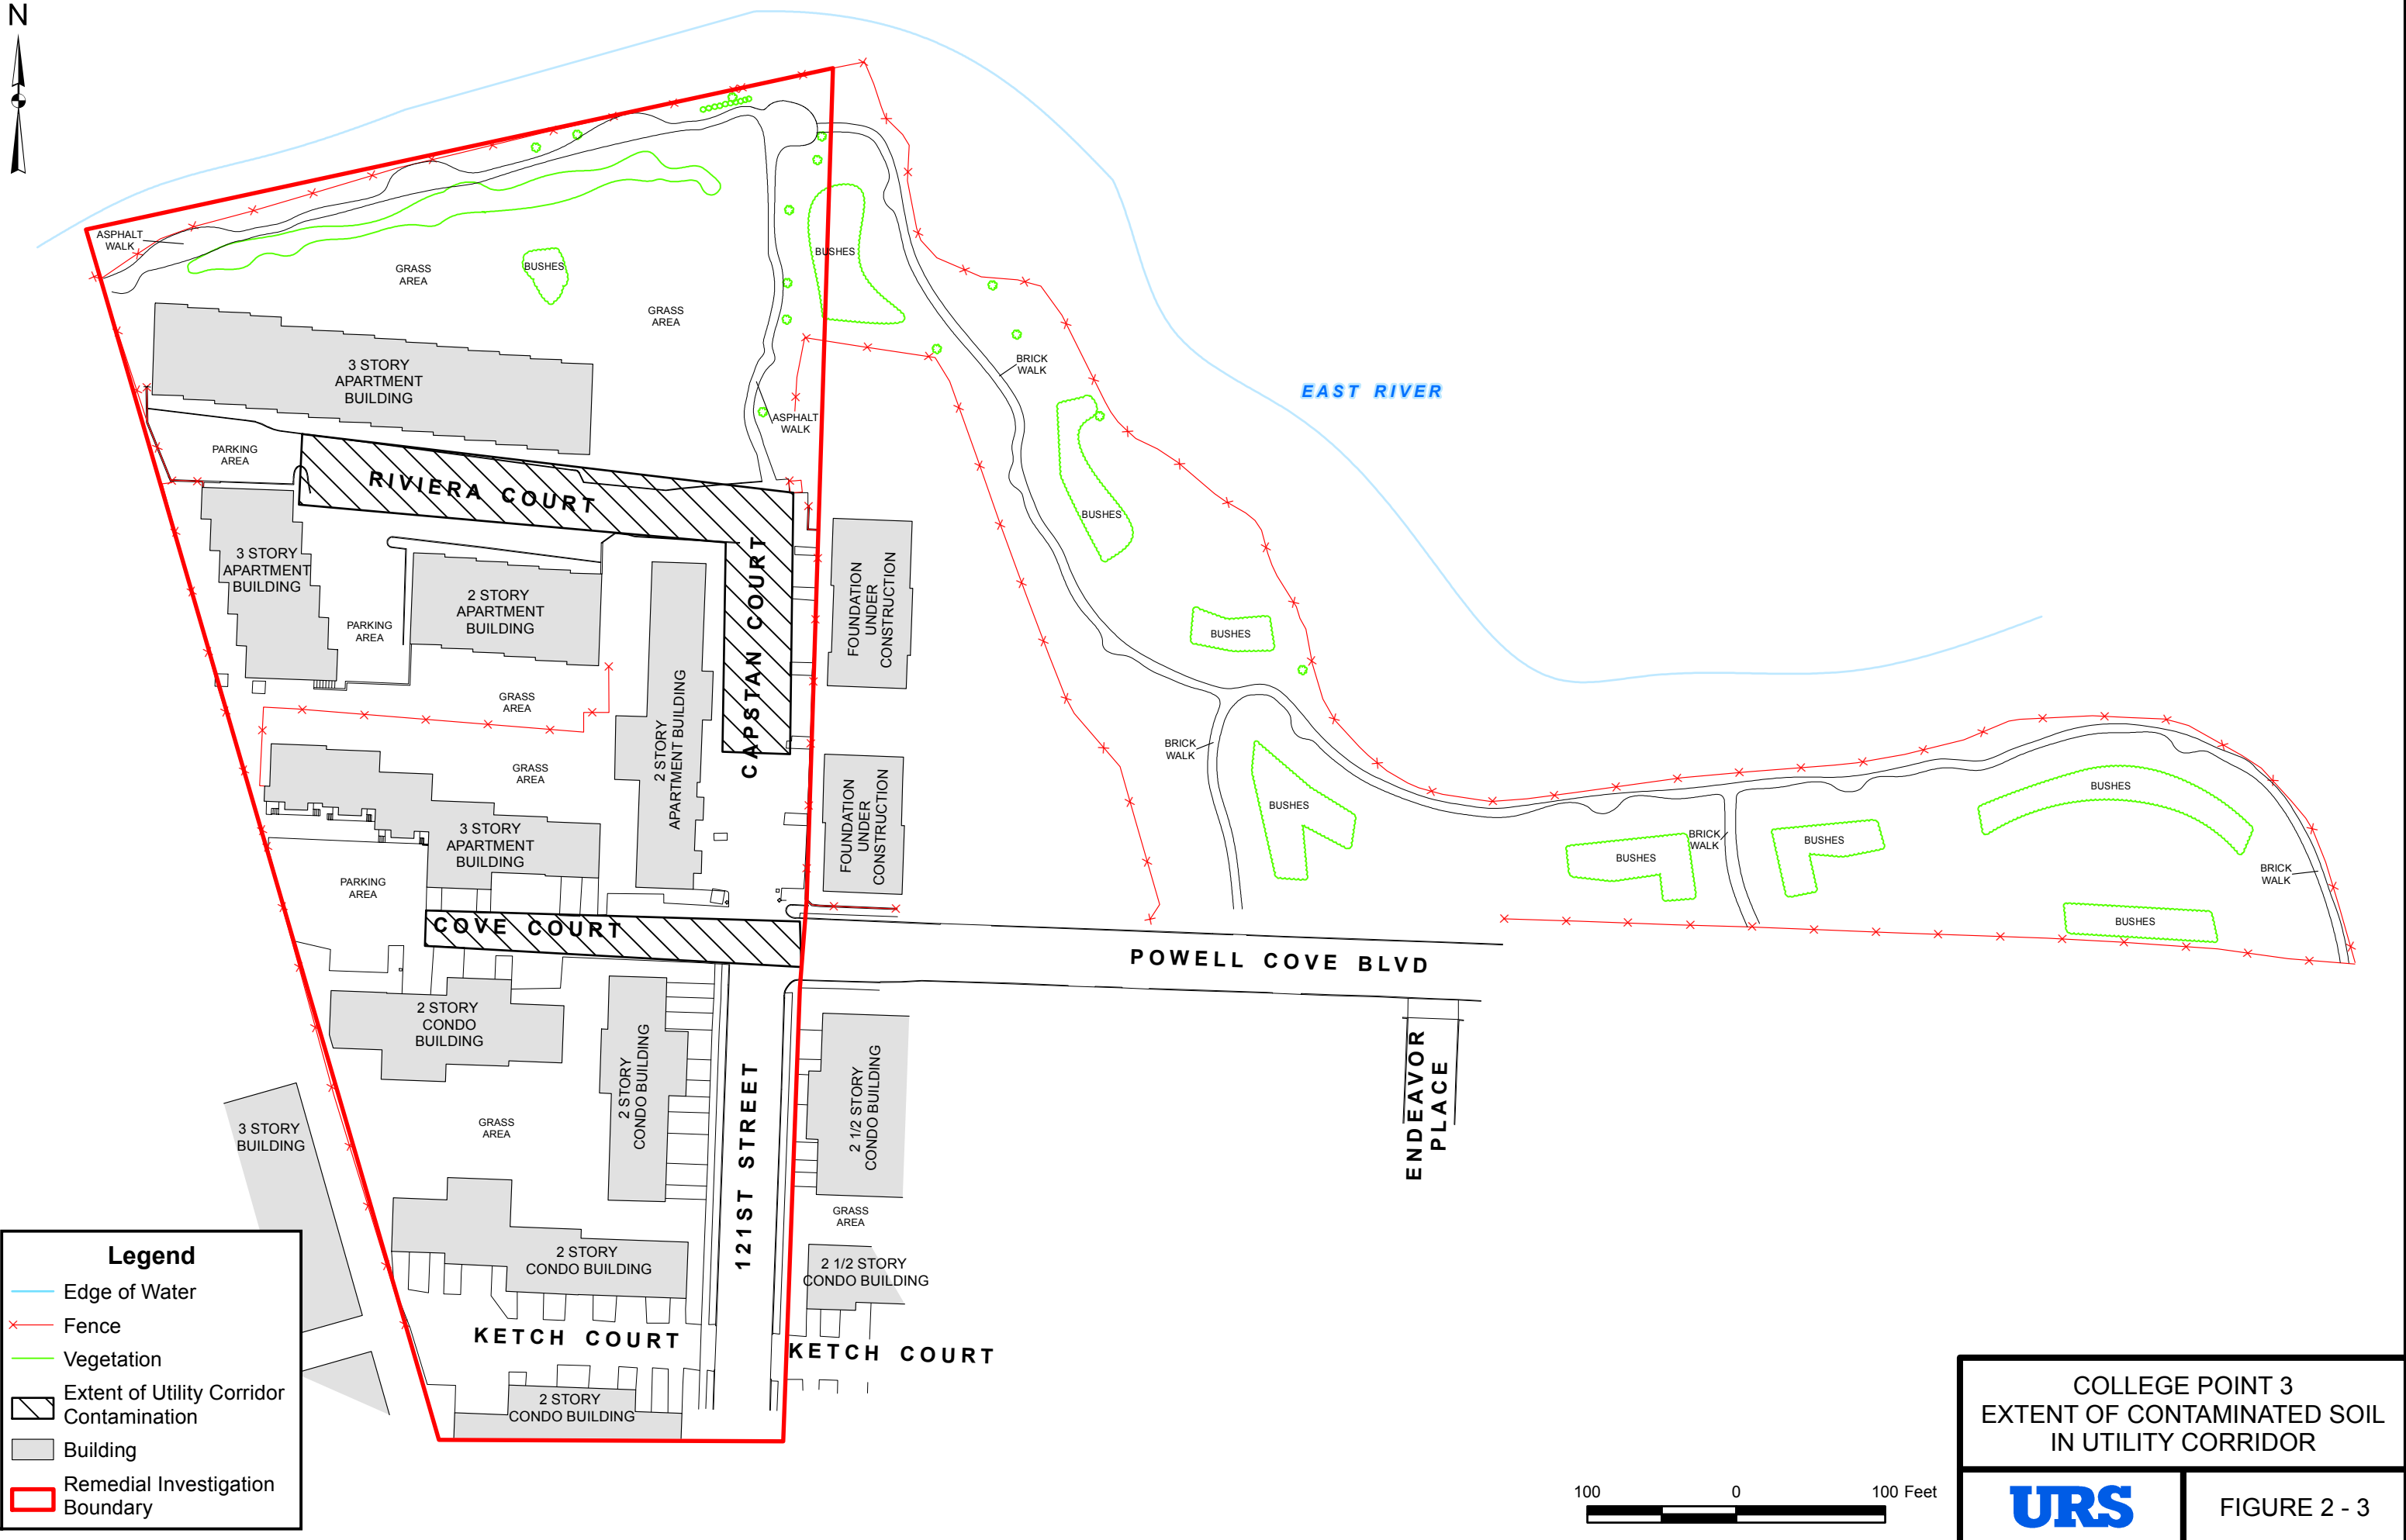 N
ASPHALT
WALK
GRASS
AREA
BUSHES
GRASS
AREA
BUSHES
3 STORY
APARTMENT
BUILDING
BRICK
WALK
EAST RIVER
ASPHALT
WALK
PARKING
AREA
RIVIERA COURT
BUSHES
3 STORY
APARTMENT
BUILDING
2 STORY
APARTMENT
BUILDING
PARKING
AREA
CAPSTAN COURT
FOUNDATION
UNDER
CONSTRUCTION
BUSHES
GRASS
AREA
2 STORY
APARTMENT BUILDING
GRASS
AREA
BRICK
WALK
BUSHES
FOUNDATION
UNDER
CONSTRUCTION
3 STORY
APARTMENT
BUILDING
PARKING
AREA
BUSHES
BRICK
WALK
BUSHES
BUSHES
BRICK
WALK
BUSHES
COVE COURT
POWELL COVE BLVD
2 STORY
CONDO
BUILDING
2 STORY
CONDO BUILDING
121ST STREET
2 1/2 STORY
CONDO BUILDING
ENDEAVOR
PLACE
3 STORY
BUILDING
GRASS
AREA
GRASS
AREA
2 STORY
CONDO BUILDING
2 1/2 STORY
CONDO BUILDING
KETCH COURT
KETCH COURT
2 STORY
CONDO BUILDING
Legend
Edge of Water
Fence
Vegetation
Extent of Utility Corridor
Contamination
Building
Remedial Investigation
Boundary
100 0 100 Feet
COLLEGE POINT 3
EXTENT OF CONTAMINATED SOIL
IN UTILITY CORRIDOR
URS
FIGURE 2 - 3